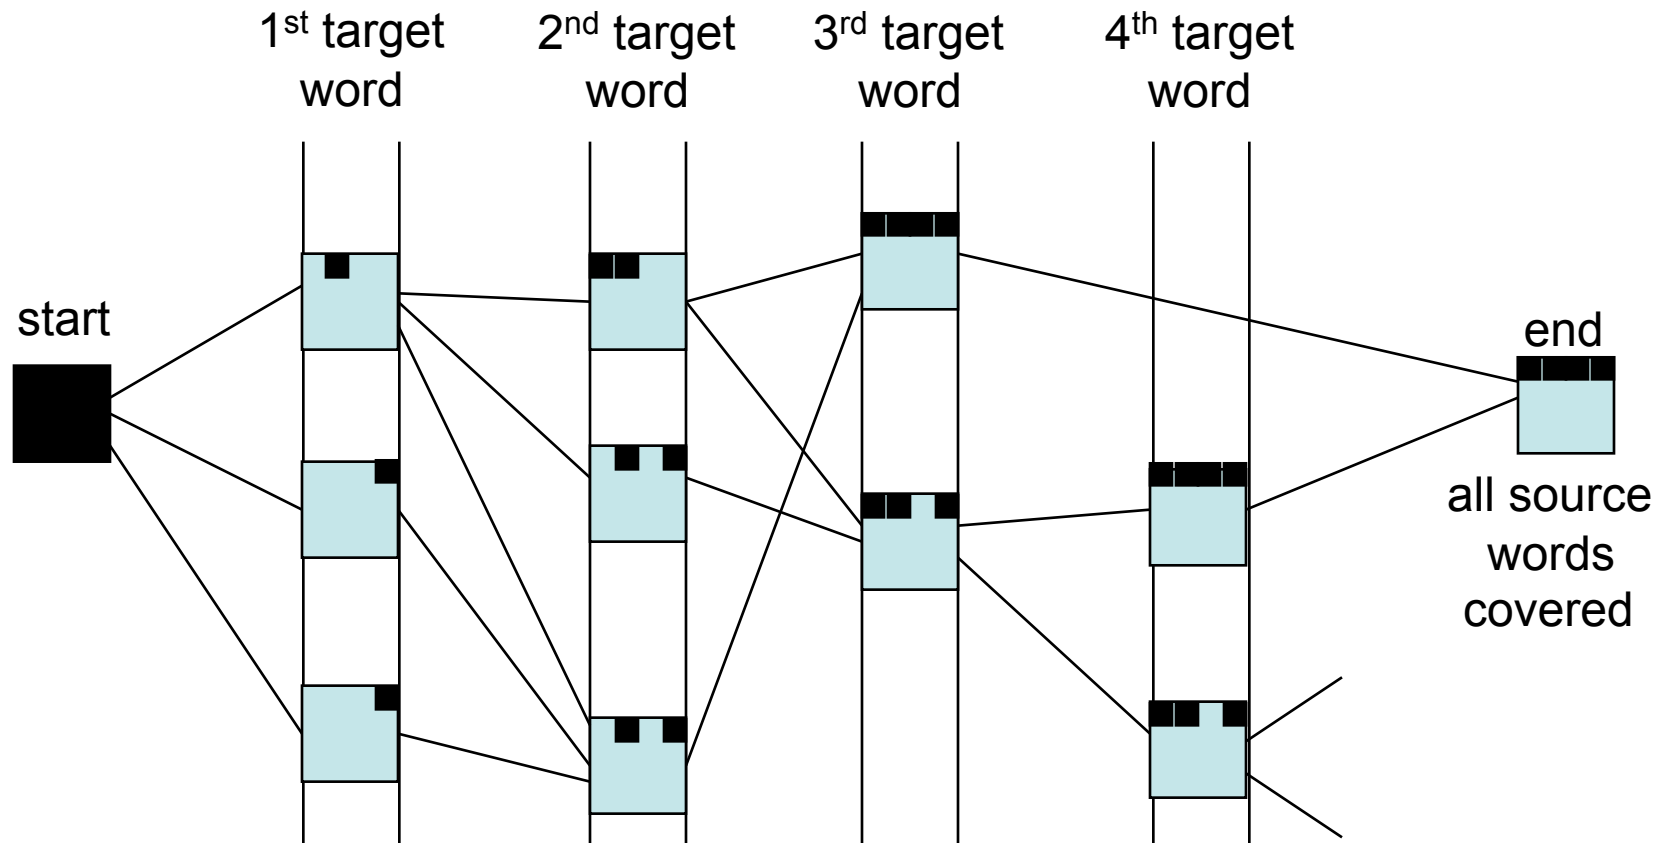 1st target
word
2nd target
word
3rd target
word
4th target
word
start
end
all source
words
covered